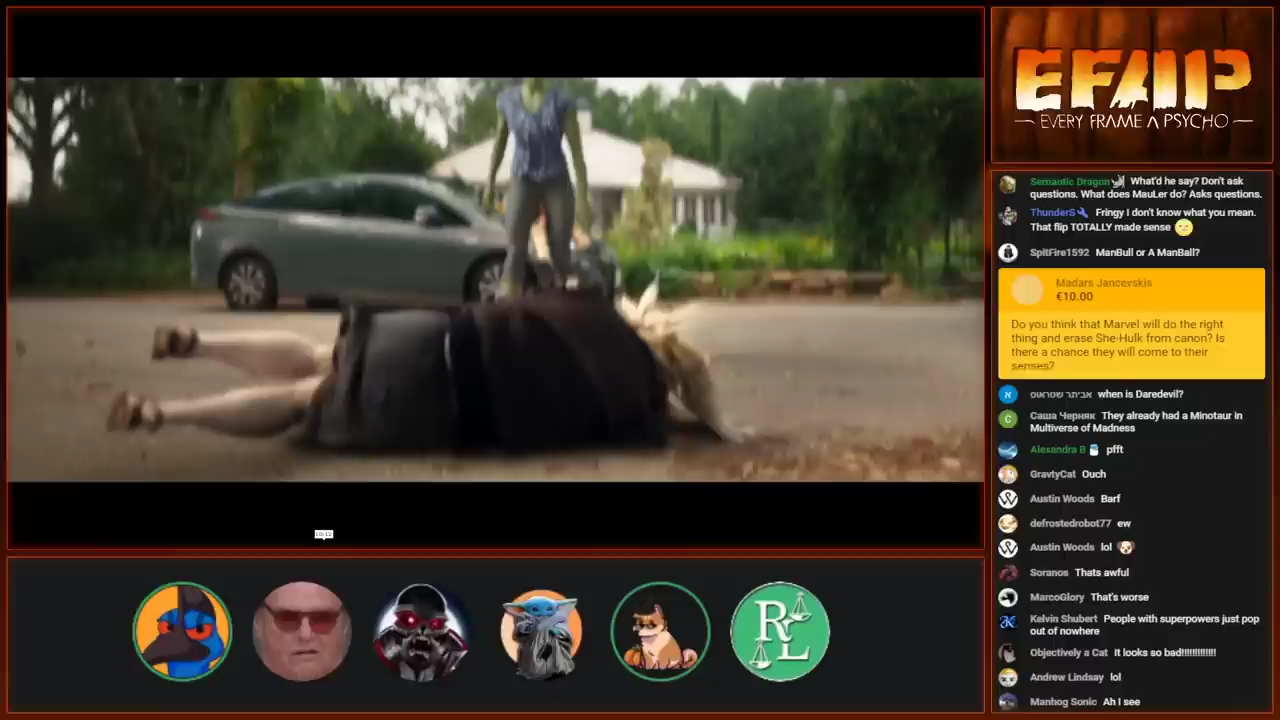 EFAP
EVERY FRAME A PSYCHO
Semantic Dragon What'd he say? Don't ask
questions. What does MauLer do? Asks questions.
ThunderS Fringy I don't know what you mean.
That flip TOTALLY made sense
SpitFire1592 ManBull or A ManBall?
Madars Jancevskis
€10.00
Do you think that Marvel will do the right
thing and erase She-Hulk from canon? Is
there a chance they will come to their
senses?
אביתר שטראוס when is Daredevil?
Саша Черняк They already had a Minotaur in
Multiverse of Madness
Alexandra B pfft
GravtyCat Ouch
Austin Woods Barf
defrostedrobot77 ew
Austin Woods lol
Soranos Thats awful
MarcoGlory That's worse
Kelvin Shubert People with superpowers just pop
out of nowhere
Objectively a Cat It looks so bad!!!!!!!!!!!!!
Andrew Lindsay lol
Manhog Sonic Ah I see
RL